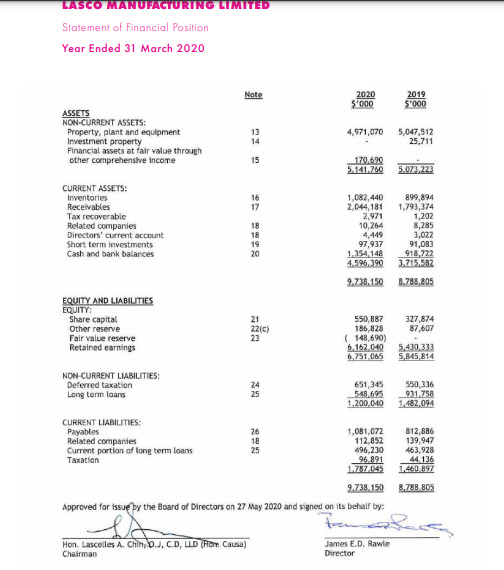 LASCO MANUFACTURING LIMITED
Statement of Financial Position
Year Ended 31 March 2020
Note 2020 2019
$'000 $'000
ASSETS
NON-CURRENT ASSETS:
Property, plant and equipment 13 4,971,070 5,047,512
Investment property 14 - 25,711
Financial assets at fair value through
other comprehensive income 15 170,690 -
5,141,760 5,073,223
CURRENT ASSETS:
Inventories 16 1,082,440 899,894
Receivables 17 2,044,181 1,793,374
Tax recoverable 2,971 1,202
Related companies 18 10,264 8,285
Directors' current account 18 4,449 3,022
Short term investments 19 97,937 91,083
Cash and bank balances 20 1,354,148 918,722
4,596,390 3,715,582
9,738,150 8,788,805
EQUITY AND LIABILITIES
EQUITY:
Share capital 21 550,887 327,874
Other reserve 22(c) 186,828 87,607
Fair value reserve 23 ( 148,690) -
Retained earnings 6,162,040 5,430,333
6,751,065 5,845,814
NON-CURRENT LIABILITIES:
Deferred taxation 24 651,345 550,336
Long term loans 25 548,695 931,758
1,200,040 1,482,094
CURRENT LIABILITIES:
Payables 26 1,081,072 812,886
Related companies 18 112,852 139,947
Current portion of long term loans 25 496,230 463,928
Taxation 96,891 44,136
1,787,045 1,460,897
9,738,150 8,788,805
Approved for issue by the Board of Directors on 27 May 2020 and signed on its behalf by:
Hon. Lascelles A. Chin, O.J, C.D, LLD (Hon. Causa) James E.D. Rawle
Chairman Director